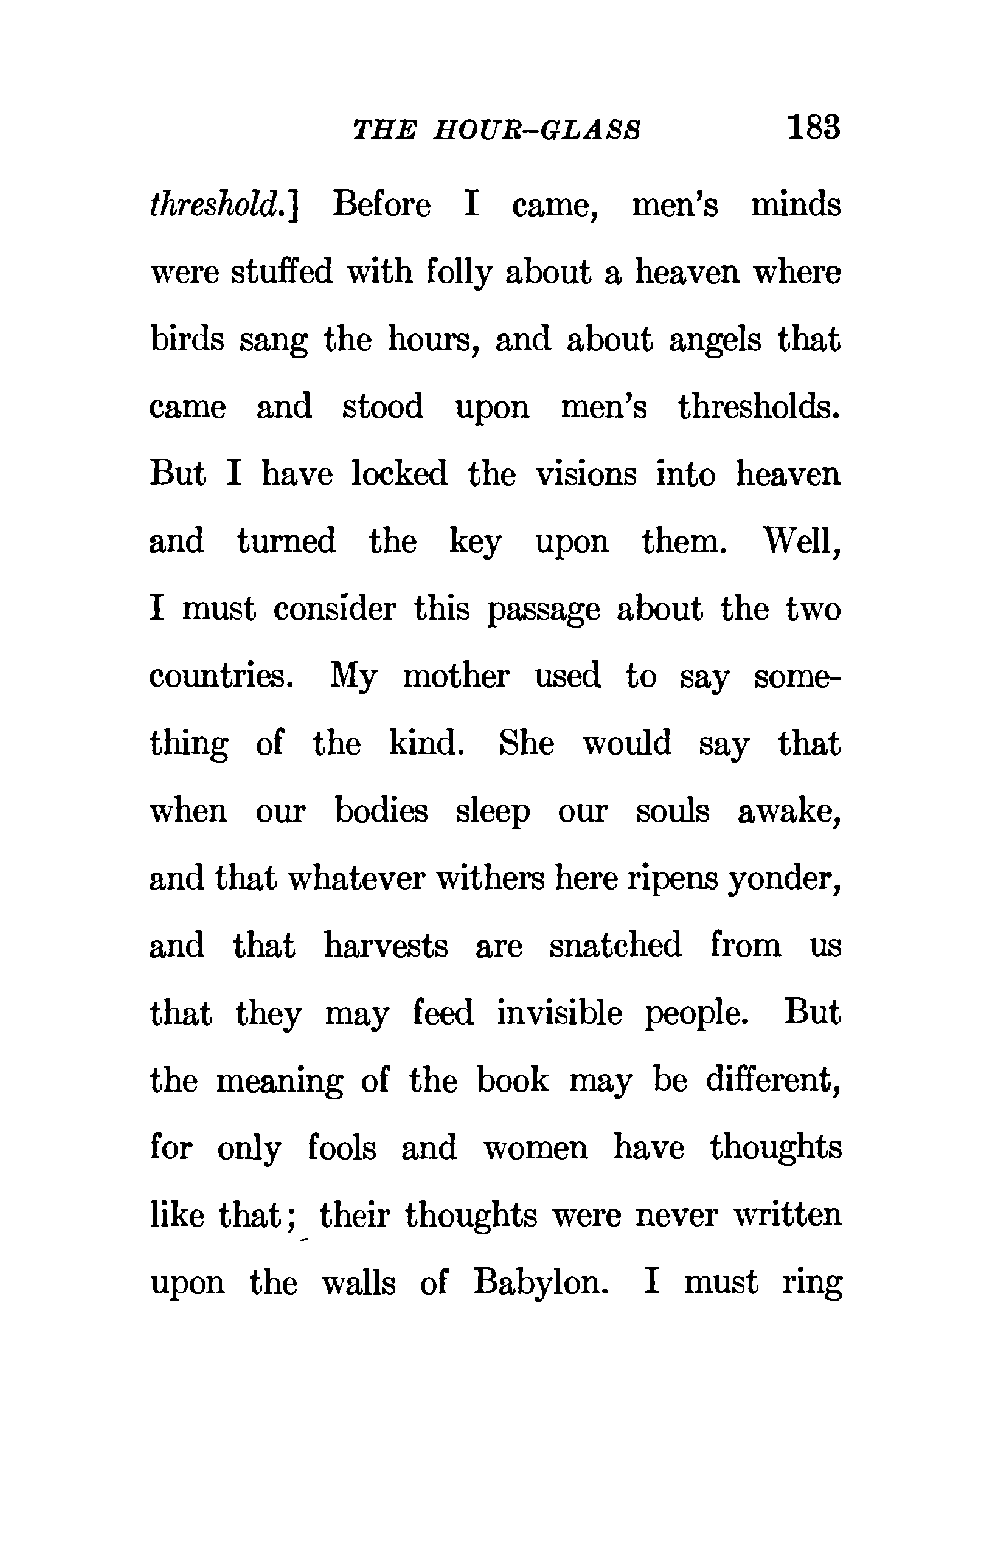 THE HOUR-GLASS 183
threshold.] Before I came, men's minds
were stuffed with folly about a heaven where
birds sang the hours, and about angels that
came and stood upon men's thresholds.
But I have locked the visions into heaven
and turned the key upon them. Well,
I must consider this passage about the two
countries. My mother used to say some-
thing of the kind. She would say that
when our bodies sleep our souls awake,
and that whatever withers here ripens yonder,
and that harvests are snatched from us
that they may feed invisible people. But
the meaning of the book may be different,
for only fools and women have thoughts
like that; their thoughts were never written
upon the walls of Babylon. I must ring